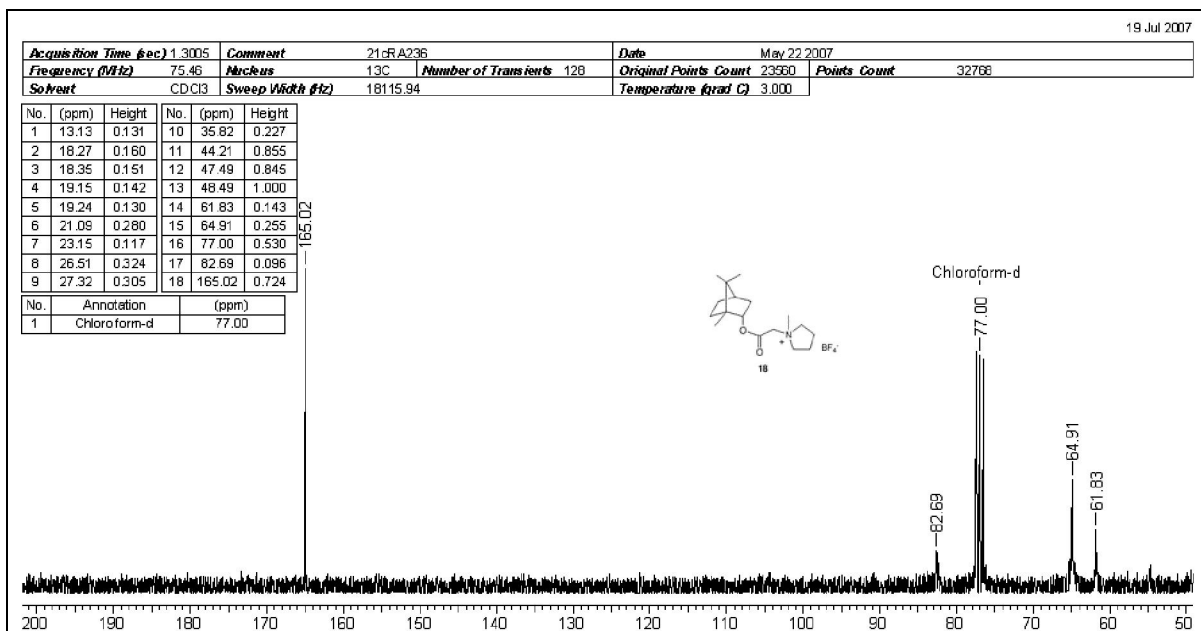 19 Jul 2007
Acquisition Time (sec) 1.3005 Comment 21cRA236 Date May 22 2007
Frequency (MHz) 75.46 Nucleus 13C Number of Transients 128 Original Points Count 23560 Points Count 32768
Solvent CDCl3 Sweep Width (Hz) 18115.94 Temperature (grad C) 3.000
No. (ppm) Height No. (ppm) Height
1 13.13 0.131 10 35.82 0.227
2 18.27 0.160 11 44.21 0.855
3 18.35 0.151 12 47.49 0.845
4 19.15 0.142 13 48.49 1.000
5 19.24 0.130 14 61.83 0.143
6 21.09 0.280 15 64.91 0.255
7 23.15 0.117 16 77.00 0.530
8 26.51 0.324 17 82.69 0.096
9 27.32 0.305 18 165.02 0.724
No. Annotation (ppm)
1 Chloroform-d 77.00
165.02
Chloroform-d
77.00
O
O
N
+
BF4-
18
82.69
64.91
61.83
200 190 180 170 160 150 140 130 120 110 100 90 80 70 60 50